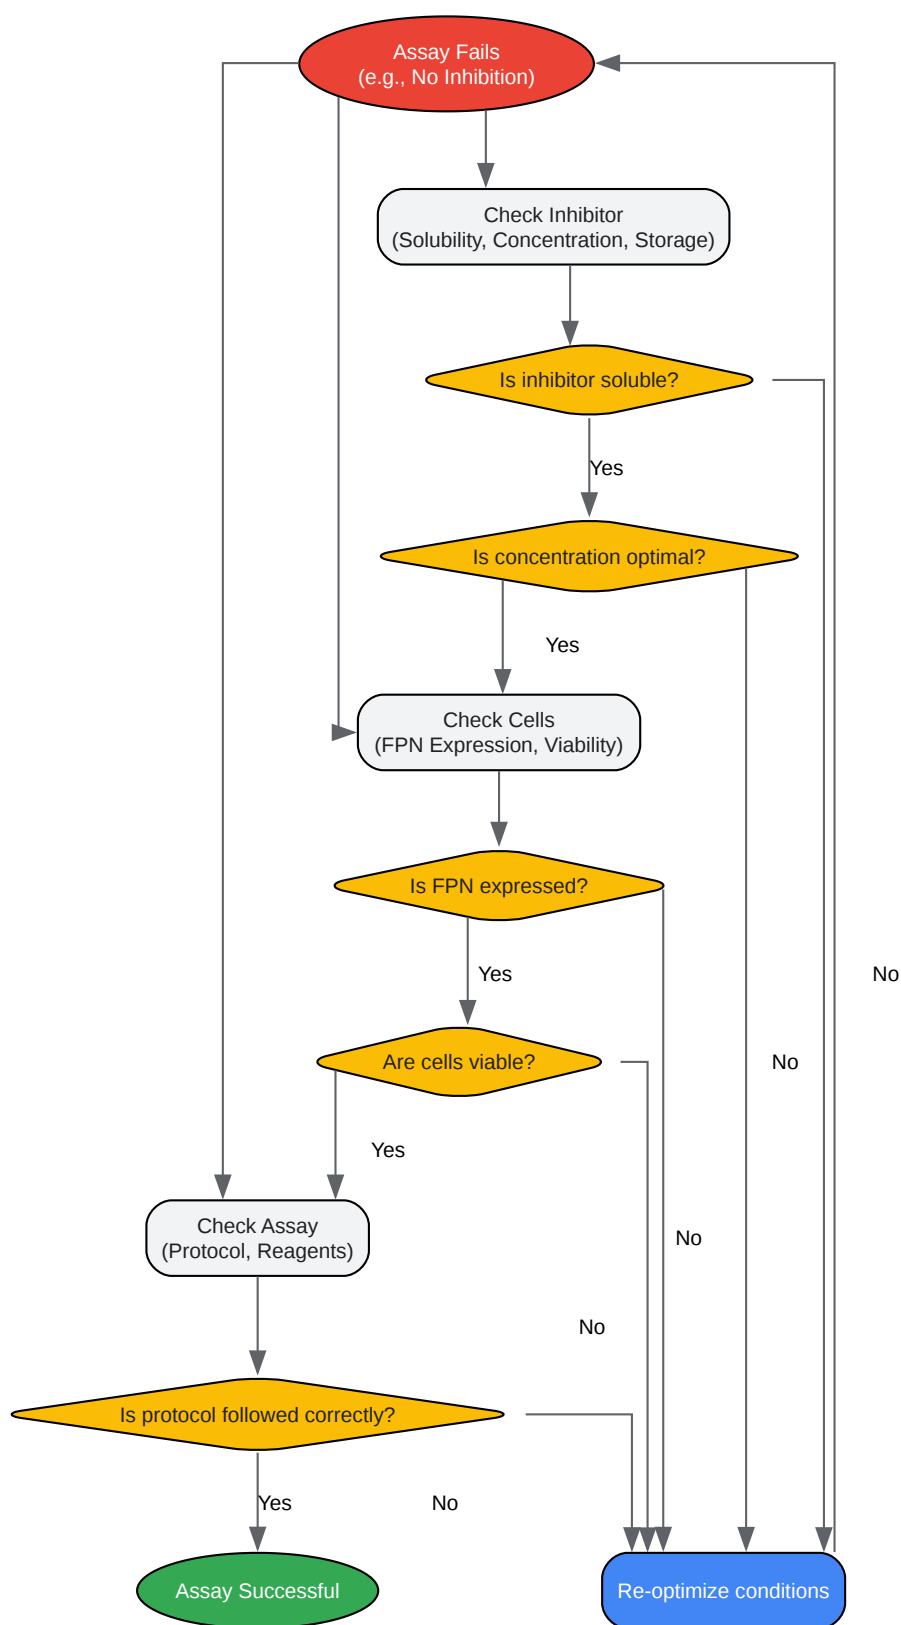 Assay Fails
(e.g., No Inhibition)
Check Inhibitor
(Solubility, Concentration, Storage)
Is inhibitor soluble?
Yes
Is concentration optimal?
Yes
Check Cells
(FPN Expression, Viability)
Is FPN expressed?
Yes
No
Are cells viable?
No
Yes
Check Assay
(Protocol, Reagents)
No
No
Is protocol followed correctly?
Yes
No
Assay Successful
Re-optimize conditions